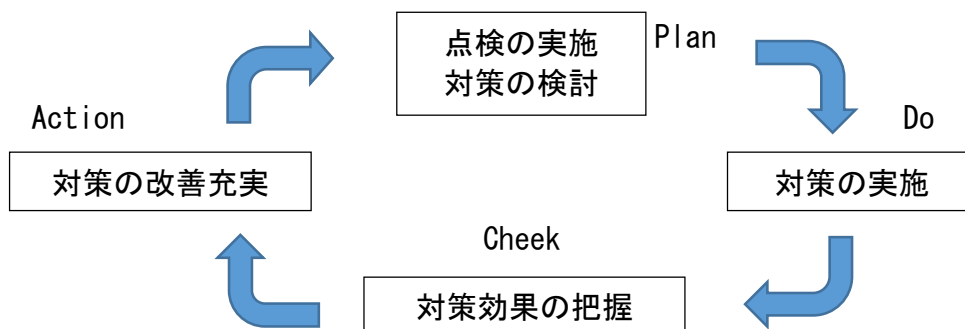 点検の実施
対策の検討
Plan
Do
対策の実施
Cheek
対策効果の把握
Action
対策の改善充実